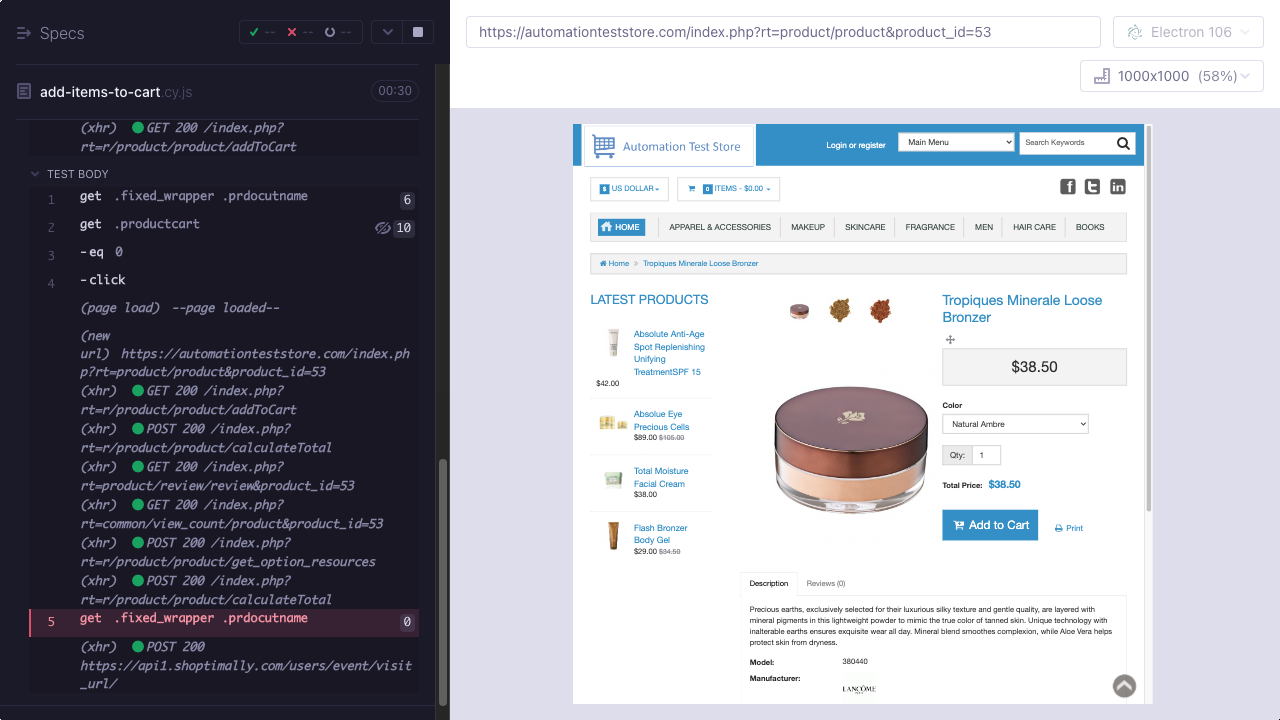 Specs
--
--
--
add-items-to-cart.cy.js
00:30
(xhr) GET 200 /index.php?
rt=r/product/product/addToCart
TEST BODY
1 get .fixed_wrapper .prdocutname 6
2 get .productcart 10
3 -eq 0
4 -click
(page load) --page loaded--
(new
url) https://automationteststore.com/index.ph
p?rt=product/product&product_id=53
(xhr) GET 200 /index.php?
rt=r/product/product/addToCart
(xhr) POST 200 /index.php?
rt=r/product/product/calculateTotal
(xhr) GET 200 /index.php?
rt=product/review/review&product_id=53
(xhr) GET 200 /index.php?
rt=common/view_count/product&product_id=53
(xhr) POST 200 /index.php?
rt=r/product/product/get_option_resources
(xhr) POST 200 /index.php?
rt=r/product/product/calculateTotal
5 get .fixed_wrapper .prdocutname 0
(xhr) POST 200
https://api1.shoptimally.com/users/event/visit
_url/
https://automationteststore.com/index.php?rt=product/product&product_id=53
Electron 106
1000x1000 (58%)
Automation Test Store
Login or register
Main Menu
Search Keywords
$ US DOLLAR
0 ITEMS - $0.00
f t in
HOME
APPAREL & ACCESSORIES
MAKEUP
SKINCARE
FRAGRANCE
MEN
HAIR CARE
BOOKS
Home » Tropiques Minerale Loose Bronzer
LATEST PRODUCTS
Absolute Anti-Age
Spot Replenishing
Unifying
TreatmentSPF 15
$42.00
Absolue Eye
Precious Cells
$89.00 $105.00
Total Moisture
Facial Cream
$38.00
Flash Bronzer
Body Gel
$29.00 $34.50
Tropiques Minerale Loose
Bronzer
$38.50
Color
Natural Ambre
Qty: 1
Total Price: $38.50
Add to Cart
Print
Description
Reviews (0)
Precious earths, exclusively selected for their luxurious silky texture and gentle quality, are layered with
mineral pigments in this lightweight powder to mimic the true color of tanned skin. Unique technology with
inalterable earths ensures exquisite wear all day. Mineral blend smoothes complexion, while Aloe Vera helps
protect skin from dryness.
Model: 380440
Manufacturer:
LANCÔME